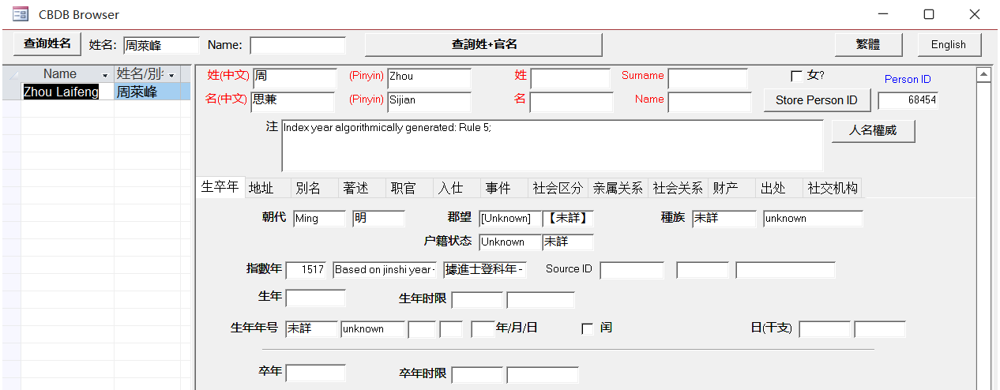 CBDB Browser
查询姓名 姓名: 周萊峰 Name: 查詢姓+官名 繁體 English
Name 姓名/別名 姓(中文) 周 (Pinyin) Zhou 姓 Surname 女? Person ID
Zhou Laifeng 周萊峰 名(中文) 思兼 (Pinyin) Sijian 名 Name Store Person ID 68454
注 Index year algorithmically generated: Rule 5; 人名權威
生卒年 地址 別名 著述 职官 入仕 事件 社会区分 亲属关系 社会关系 财产 出处 社交机构
朝代 Ming 明 郡望 [Unknown] 【未詳】 種族 未詳 unknown
户籍状态 Unknown 未詳
指數年 1517 Based on jinshi year- 據進士登科年- Source ID
生年 生年时限
生年年号 未詳 unknown 年/月/日 闰 日(干支)
卒年 卒年时限